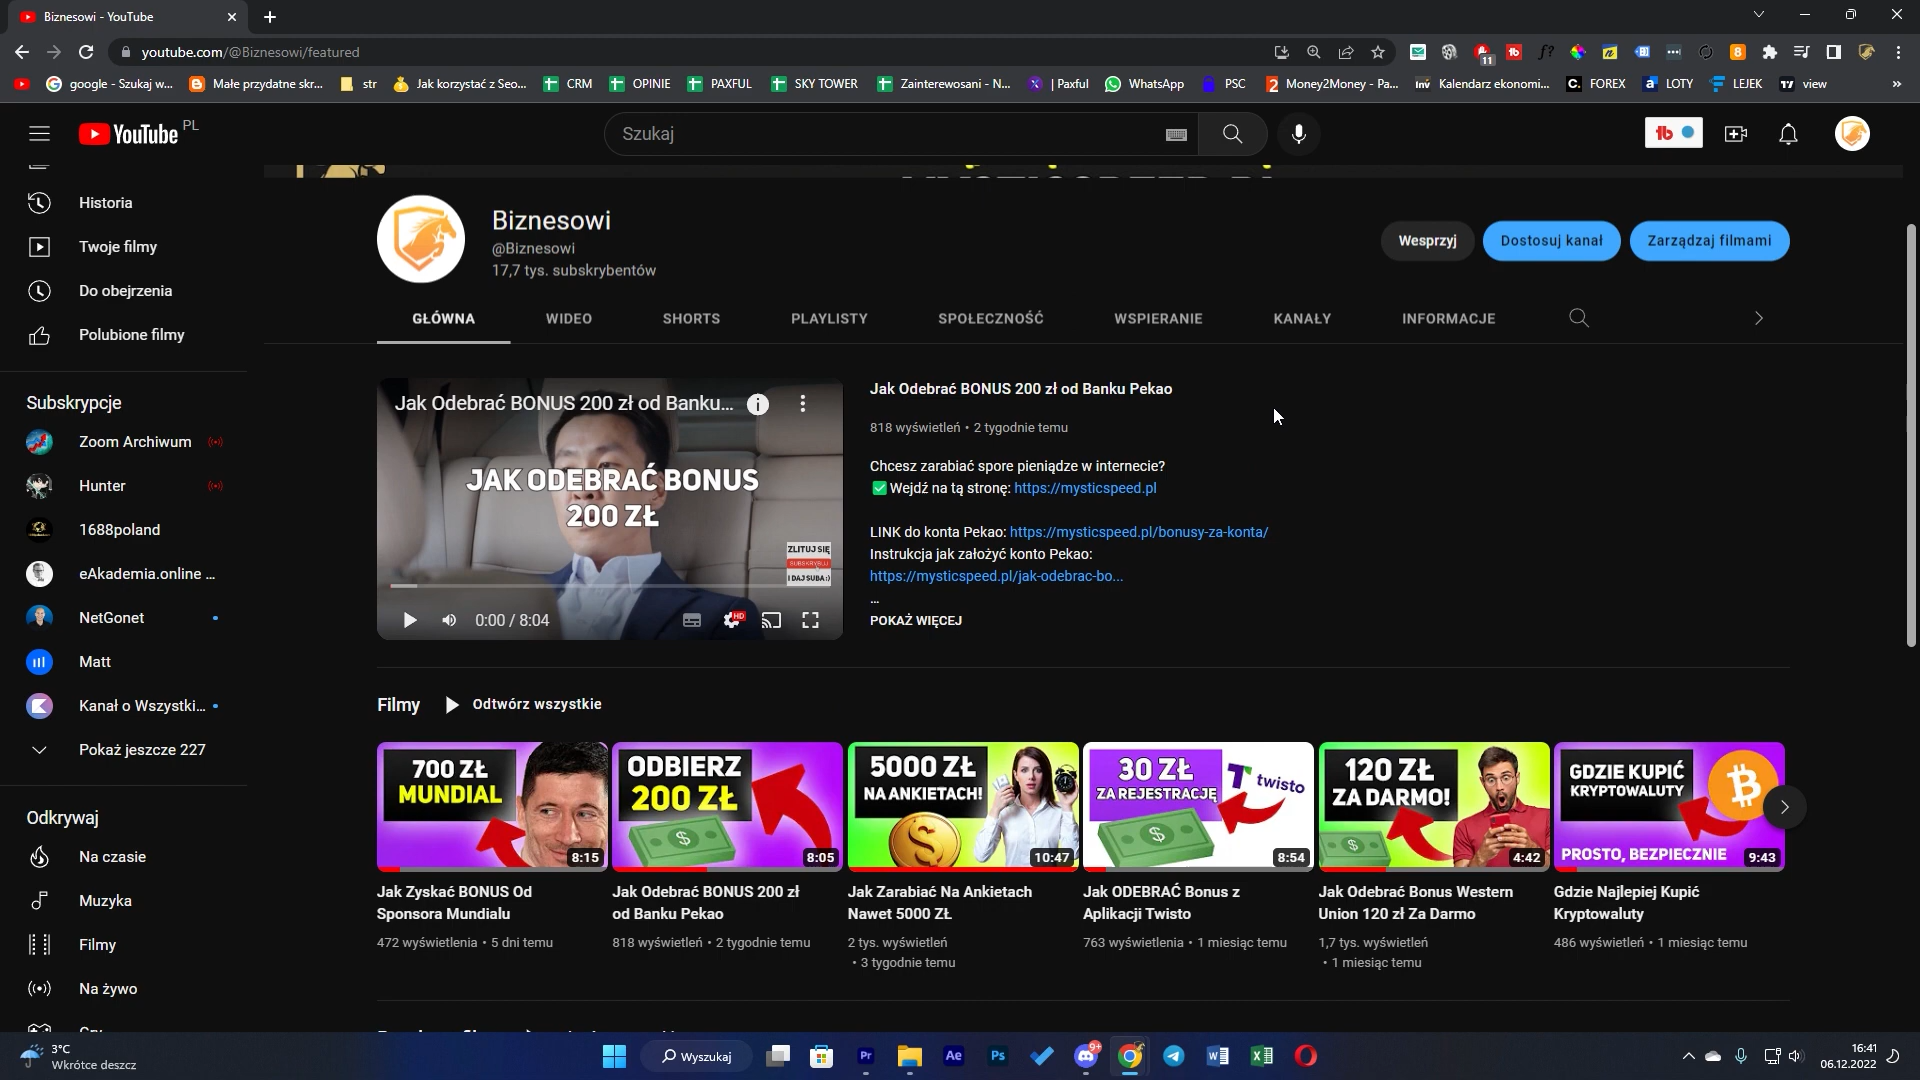 Biznesowi - YouTube
youtube.com/@Biznesowi/featured
11
google - Szukaj w...
Małe przydatne skr...
str
Jak korzystać z Seo...
CRM
OPINIE
PAXFUL
SKY TOWER
Zainterewosani - N...
| Paxful
WhatsApp
PSC
Money2Money - Pa...
Kalendarz ekonomi...
FOREX
LOTY
LEJEK
view
YouTube PL
Szukaj
Historia
Twoje filmy
Do obejrzenia
Polubione filmy
Subskrypcje
Zoom Archiwum
Hunter
1688poland
eAkademia.online ...
NetGonet
Matt
Kanał o Wszystki...
Pokaż jeszcze 227
Odkrywaj
Na czasie
Muzyka
Filmy
Na żywo
Biznesowi
@Biznesowi
17,7 tys. subskrybentów
Wesprzyj
Dostosuj kanał
Zarządzaj filmami
GŁÓWNA
WIDEO
SHORTS
PLAYLISTY
SPOŁECZNOŚĆ
WSPIERANIE
KANAŁY
INFORMACJE
Jak Odebrać BONUS 200 zł od Banku...
JAK ODEBRAĆ BONUS
200 ZŁ
ZLITUJ SIĘ
SUBSKRYBUJ
I DAJ SUBA :)
0:00 / 8:04
HD
Jak Odebrać BONUS 200 zł od Banku Pekao
818 wyświetleń • 2 tygodnie temu
Chcesz zarabiać spore pieniądze w internecie?
✅Wejdź na tą stronę: https://mysticspeed.pl
LINK do konta Pekao: https://mysticspeed.pl/bonusy-za-konta/
Instrukcja jak założyć konto Pekao:
https://mysticspeed.pl/jak-odebrac-bo...
...
POKAŻ WIĘCEJ
Filmy
Odtwórz wszystkie
700 ZŁ
MUNDIAL
8:15
Jak Zyskać BONUS Od
Sponsora Mundialu
472 wyświetlenia • 5 dni temu
ODBIERZ
200 ZŁ
8:05
Jak Odebrać BONUS 200 zł
od Banku Pekao
818 wyświetleń • 2 tygodnie temu
5000 ZŁ
NA ANKIETACH!
10:47
Jak Zarabiać Na Ankietach
Nawet 5000 ZŁ
2 tys. wyświetleń
• 3 tygodnie temu
30 ZŁ
ZA REJESTRACJĘ
twisto
8:54
Jak ODEBRAĆ Bonus z
Aplikacji Twisto
763 wyświetlenia • 1 miesiąc temu
120 ZŁ
ZA DARMO!
4:42
Jak Odebrać Bonus Western
Union 120 zł Za Darmo
1,7 tys. wyświetleń
• 1 miesiąc temu
GDZIE KUPIĆ
KRYPTOWALUTY
PROSTO, BEZPIECZNIE
9:43
Gdzie Najlepiej Kupić
Kryptowaluty
486 wyświetleń • 1 miesiąc temu
3°C
Wkrótce deszcz
Wyszukaj
Pr
Ae
Ps
9+
16:41
06.12.2022